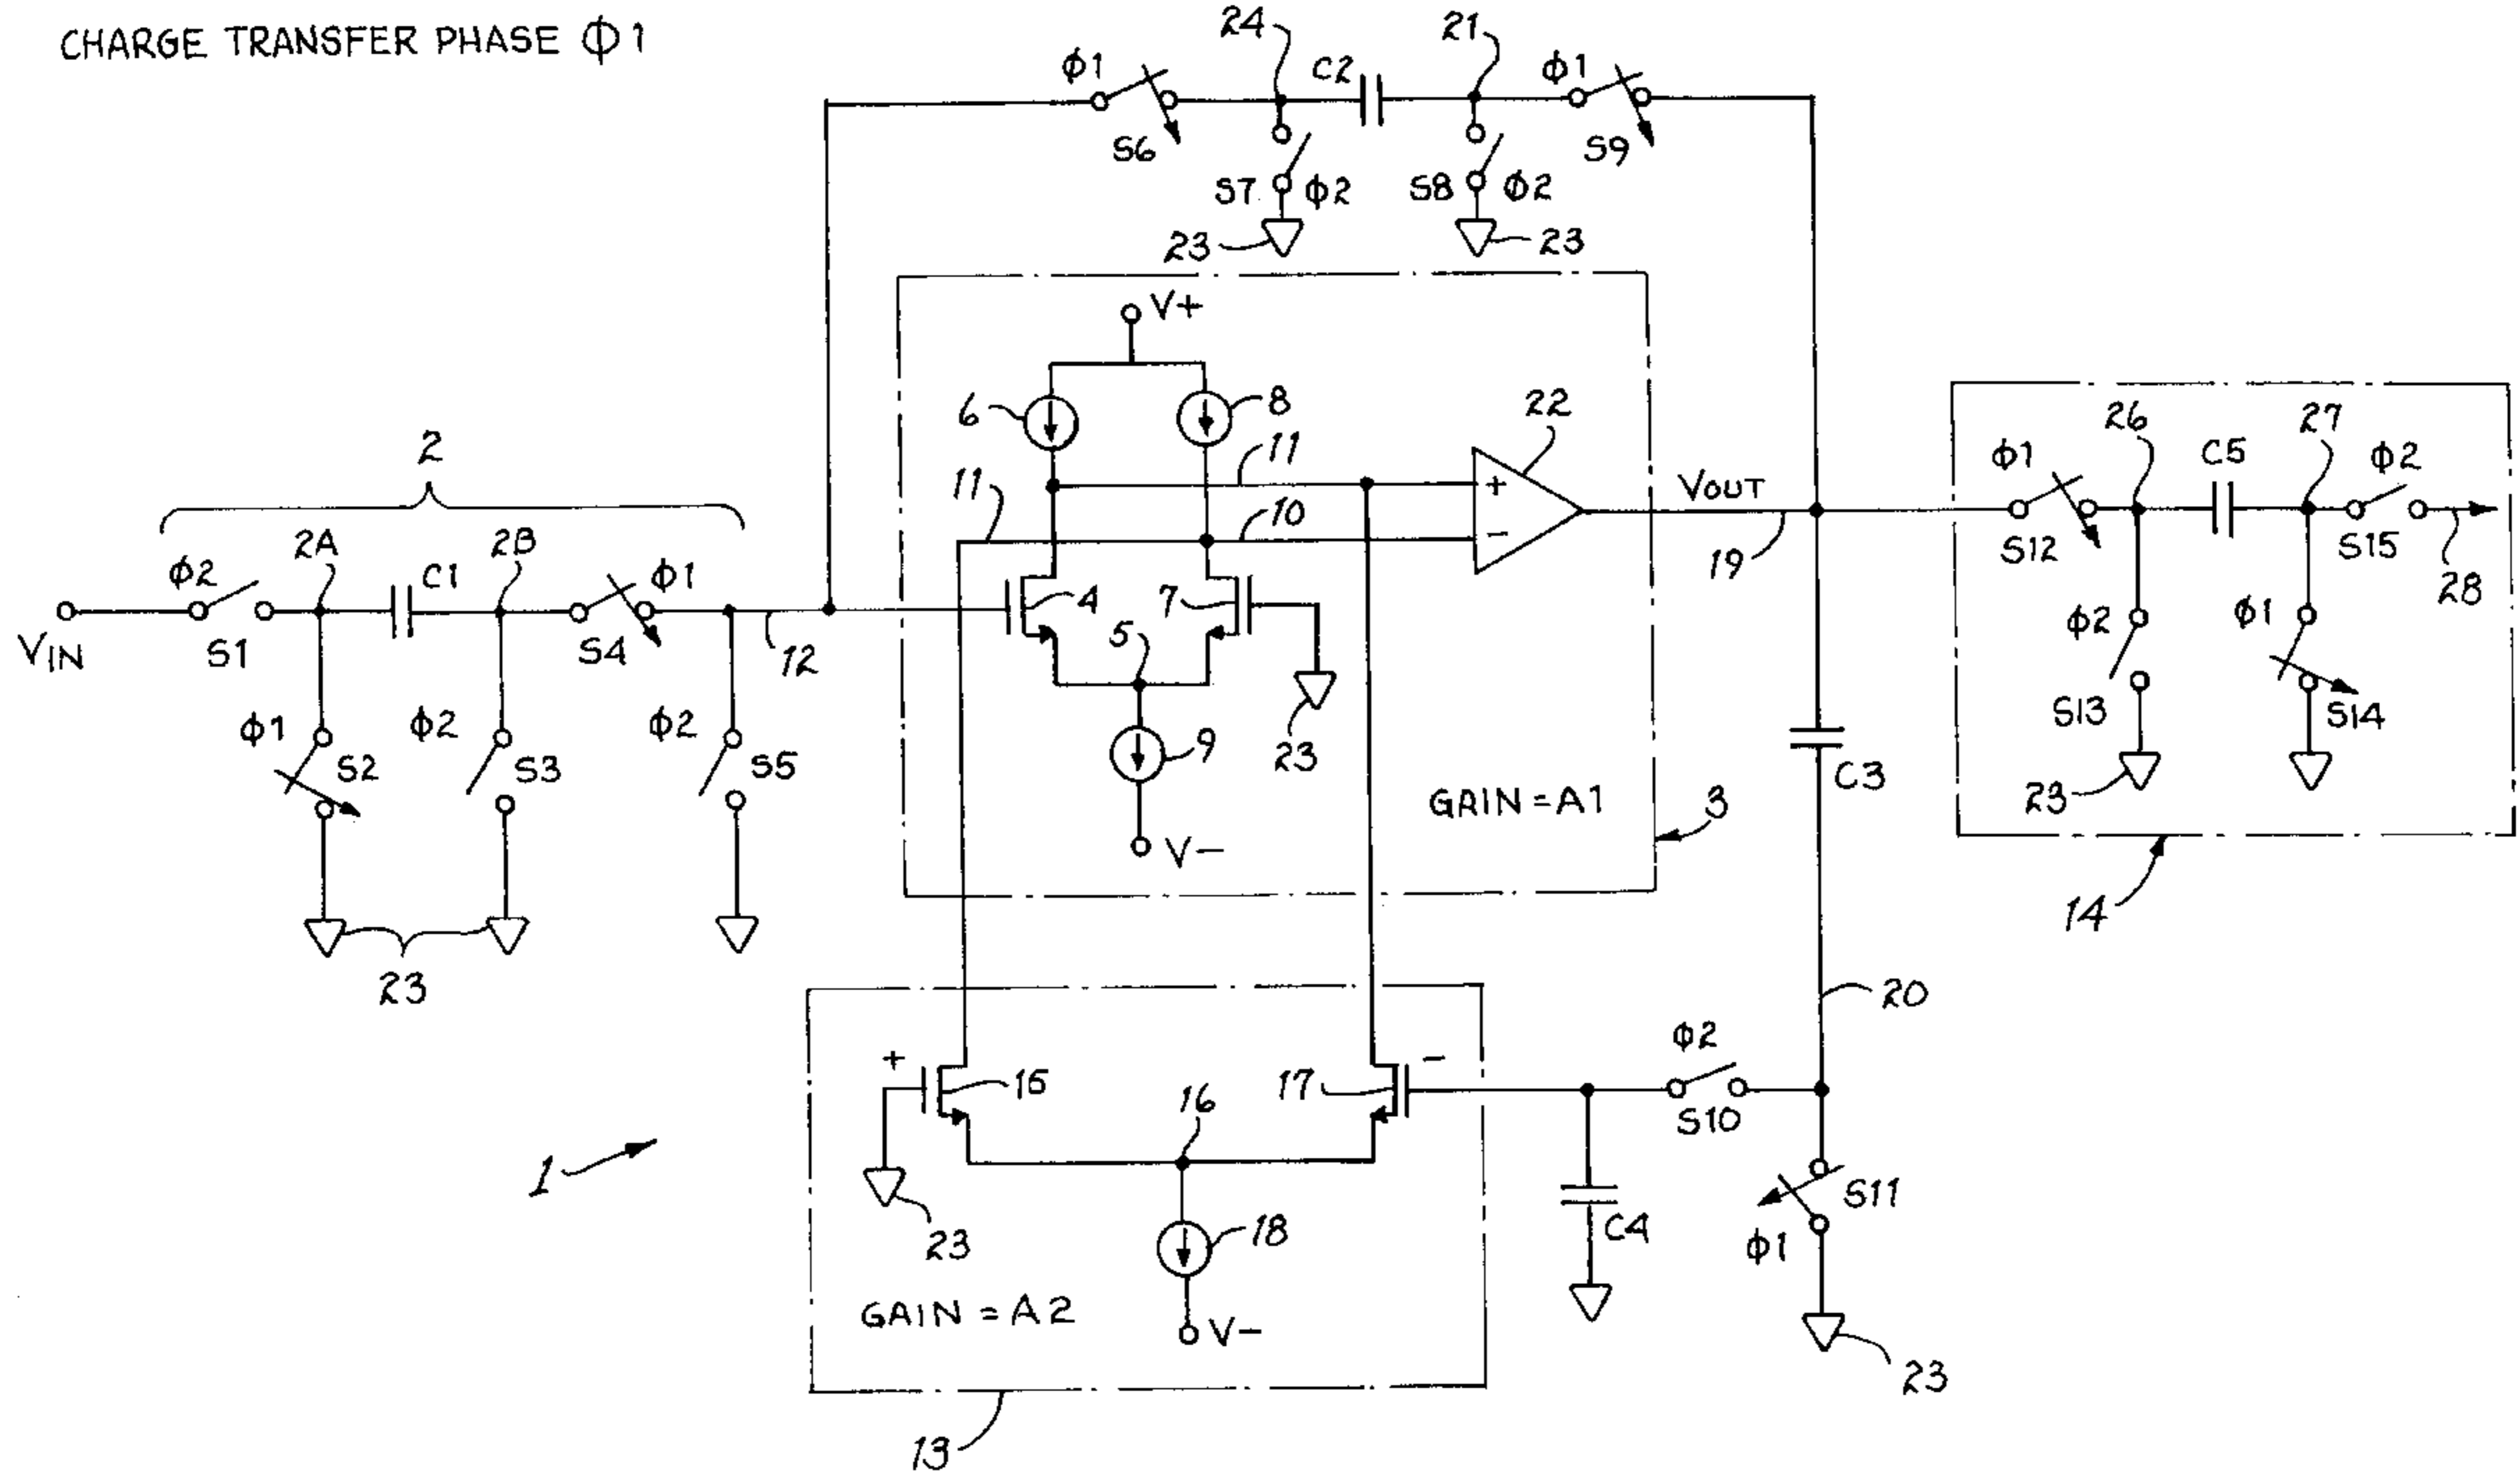 CHARGE TRANSFER PHASE Φ1
24
21
Φ1
C2
Φ1
S6
S9
S7
Φ2
S8
Φ2
23
23
V+
6
8
22
11
11
10
VOUT
19
4
7
5
9
23
V-
GAIN = A1
3
2
2A
C1
2B
Φ2
Φ1
VIN
S1
S4
12
Φ1
S2
Φ2
S3
Φ2
S5
23
26
27
Φ1
C5
Φ2
S12
S15
28
Φ2
Φ1
S13
S14
23
14
C3
20
Φ2
S10
S11
Φ1
C4
23
+
15
17
-
16
23
18
V-
GAIN = A2
13
1
+
-